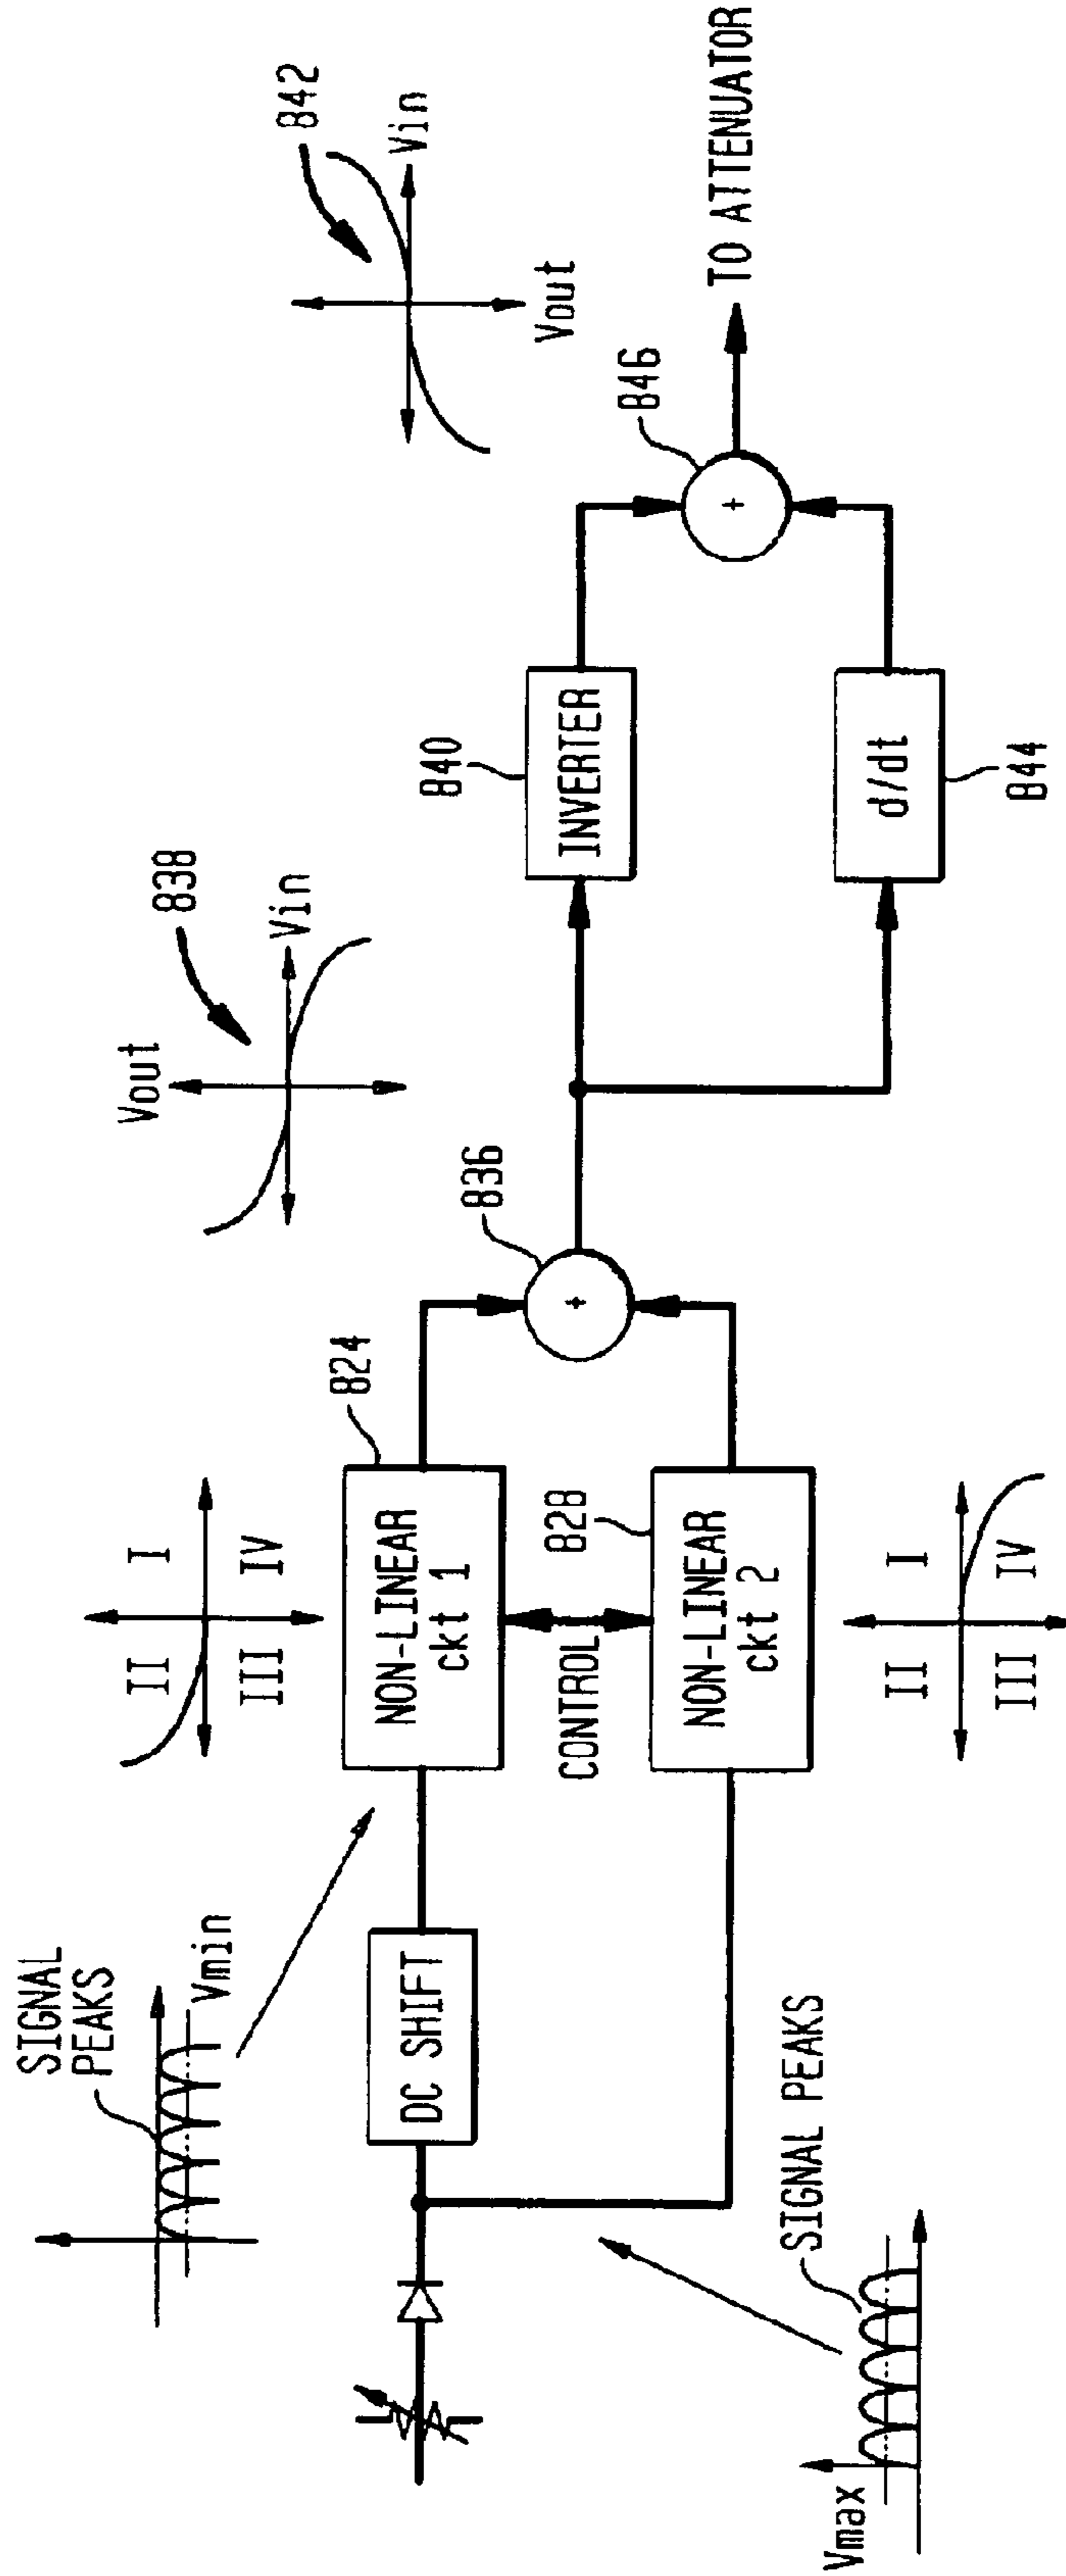 SIGNAL
PEAKS
Vmin
DC SHIFT
Vmax
SIGNAL PEAKS
II
I
III
IV
824
NON-LINEAR
ckt 1
CONTROL
828
NON-LINEAR
ckt 2
II
I
III
IV
836
+
Vout
838
Vin
840
INVERTER
d/dt
844
846
+
842
Vin
Vout
TO ATTENUATOR